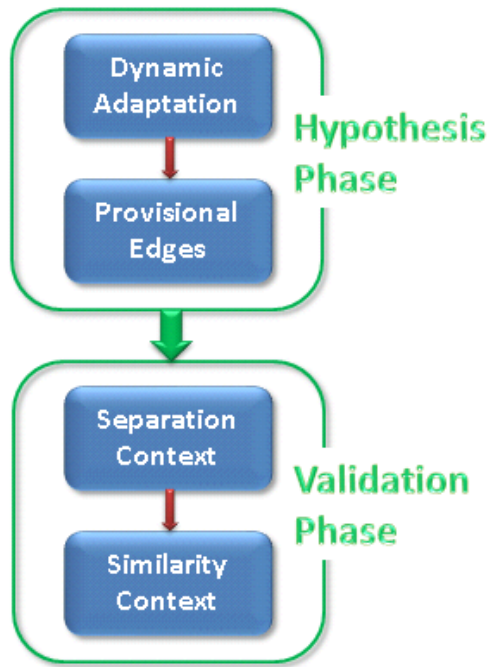 Dynamic
Adaptation
Hypothesis
Phase
Provisional
Edges
Separation
Context
Validation
Phase
Similarity
Context